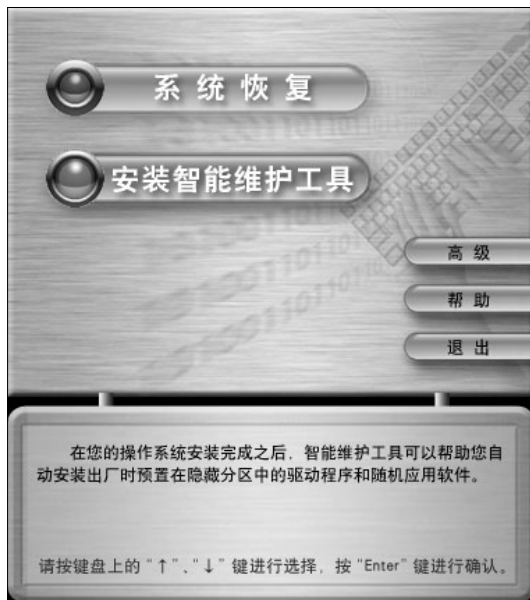 系统恢复
安装智能维护工具
高级
帮助
退出
在您的操作系统安装完成之后，智能维护工具可以帮助您自
动安装出厂时预置在隐藏分区中的驱动程序和随机应用软件。
请按键盘上的“↑”、“↓”键进行选择，按“Enter”键进行确认。